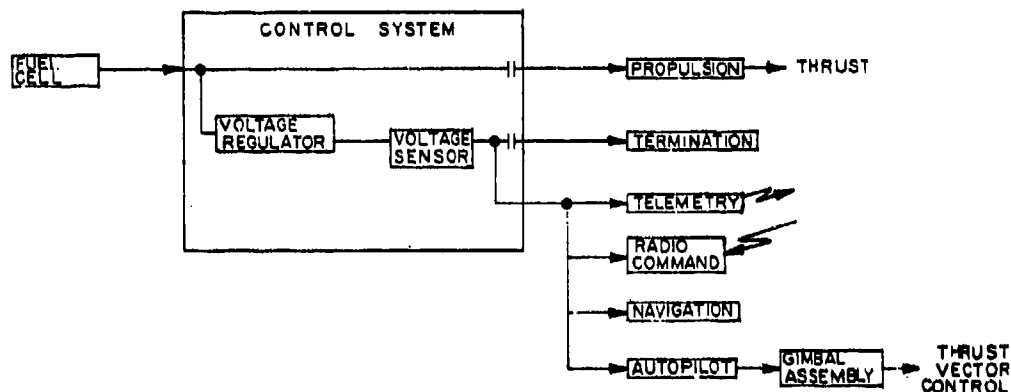 CONTROL SYSTEM
FUEL
CELL
PROPULSION
THRUST
VOLTAGE
REGULATOR
VOLTAGE
SENSOR
TERMINATION
TELEMETRY
RADIO
COMMAND
NAVIGATION
AUTOPILOT
GIMBAL
ASSEMBLY
THRUST
VECTOR
CONTROL